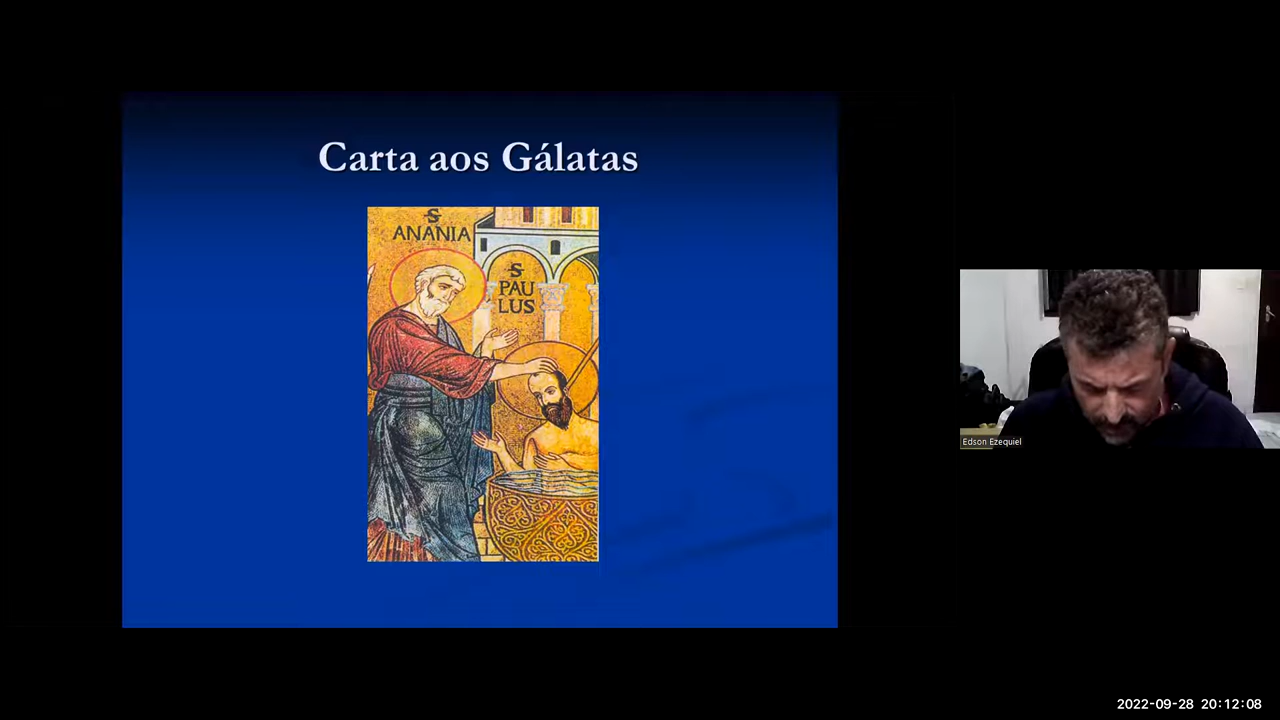 Carta aos Gálatas
S
ANANIA
S
PAU
LUS
Edson Ezequiel
2022-09-28 20:12:08